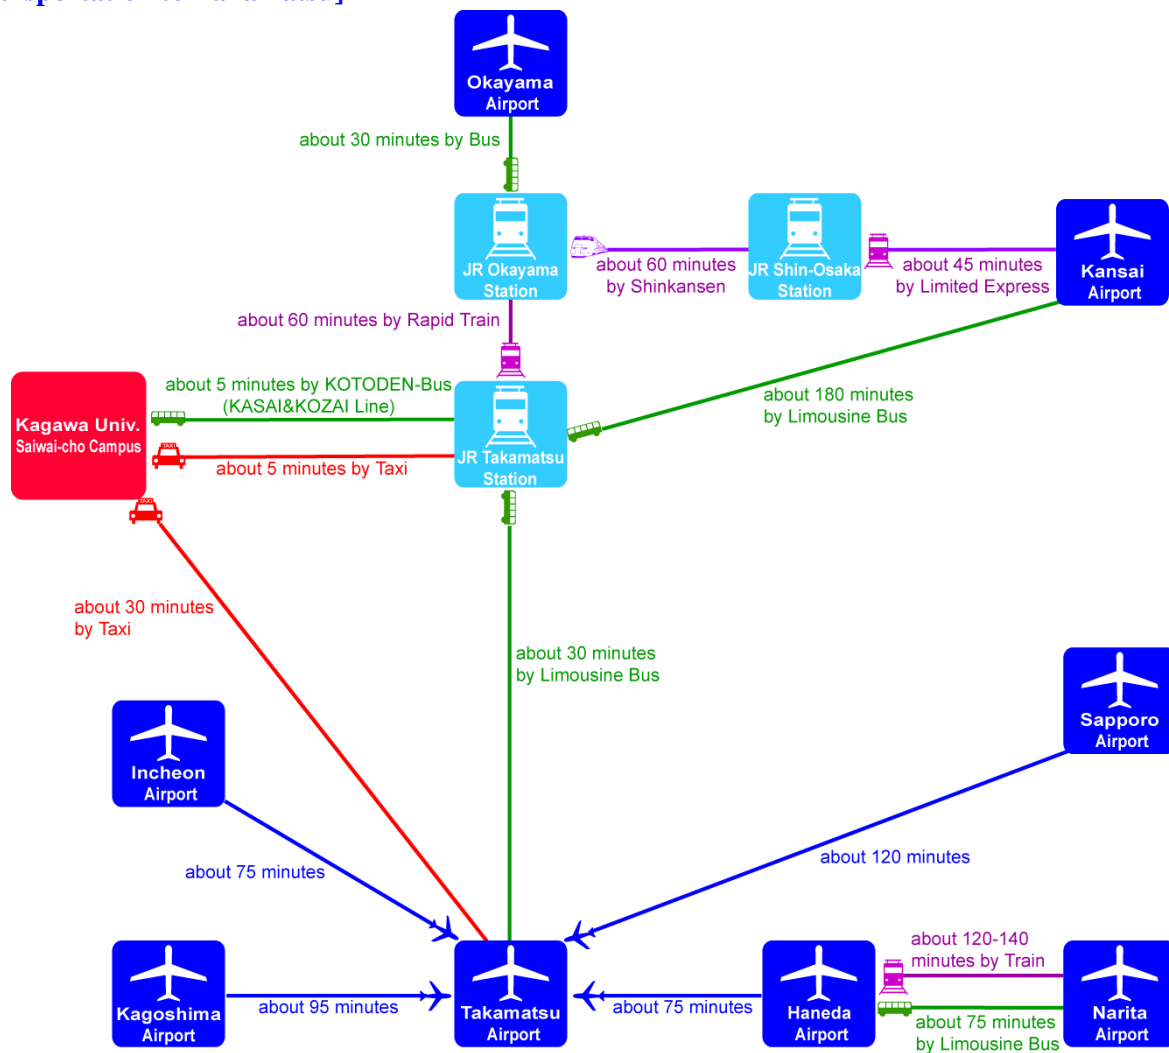 Okayama
Airport
about 30 minutes by Bus
JR Okayama
Station
about 60 minutes
by Shinkansen
JR Shin-Osaka
Station
about 45 minutes
by Limited Express
Kansai
Airport
about 60 minutes by Rapid Train
about 180 minutes
by Limousine Bus
Kagawa Univ.
Saiwai-cho Campus
about 5 minutes by KOTODEN-Bus
(KASAI&KOZAI Line)
about 5 minutes by Taxi
JR Takamatsu
Station
TAXI
TAXI
about 30 minutes
by Taxi
about 30 minutes
by Limousine Bus
Sapporo
Airport
Incheon
Airport
about 75 minutes
about 120 minutes
Kagoshima
Airport
about 95 minutes
Takamatsu
Airport
about 75 minutes
Haneda
Airport
about 120-140
minutes by Train
about 75 minutes
by Limousine Bus
Narita
Airport